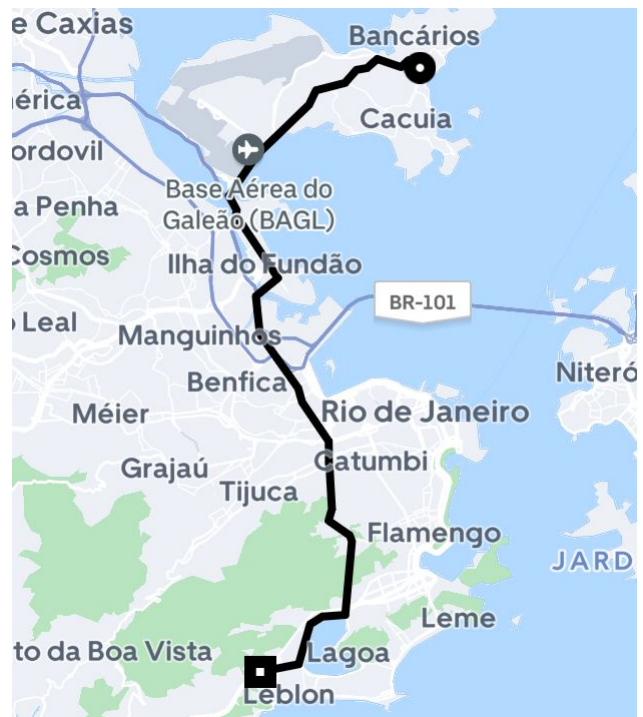 e Caxias
Bancários
érica
Cacuia
ordovil
Base Aérea do
Galeão (BAGL)
a Penha
Cosmos
Ilha do Fundão
BR-101
Leal
Manguinhos
Niteró
Benfica
Méier
Rio de Janeiro
Grajaú
Catumbi
Tijuca
Flamengo
JARD
Leme
to da Boa Vista
Lagoa
Leblon